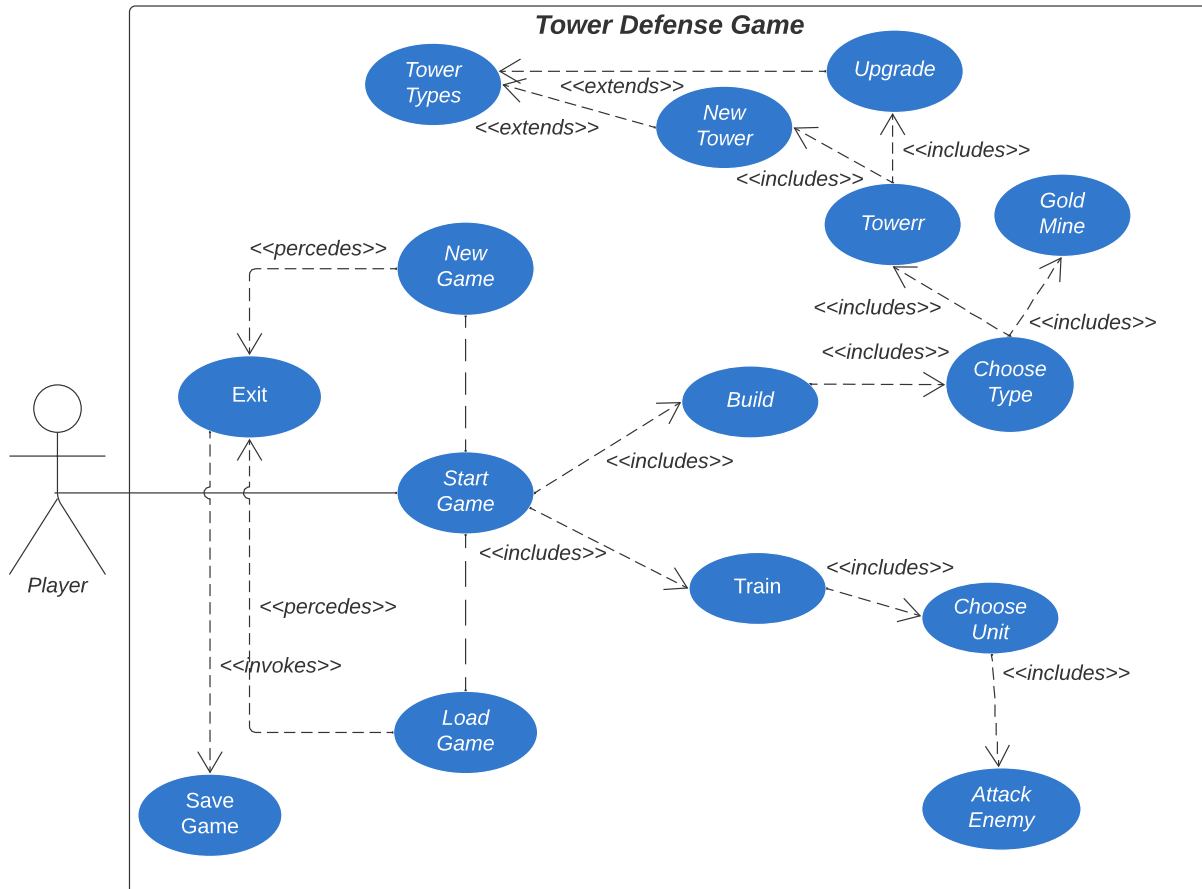 Tower Defense Game
Tower
Types
Upgrade
<<extends>>
New
Tower
<<extends>>
<<includes>>
<<includes>>
Towerr
Gold
Mine
<<percedes>>
New
Game
<<includes>>
<<includes>>
<<includes>>
Choose
Type
Exit
Build
<<includes>>
Start
Game
<<includes>>
Player
<<percedes>>
Train
<<includes>>
Choose
Unit
<<invokes>>
<<includes>>
Load
Game
Save
Game
Attack
Enemy